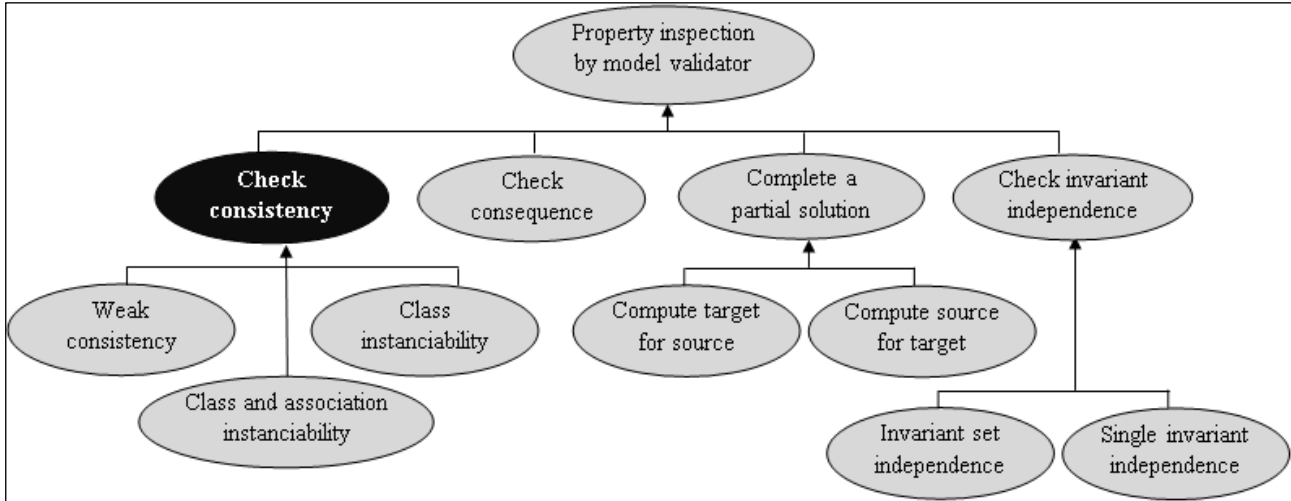 Property inspection
by model validator
Check
consistency
Check
consequence
Complete a
partial solution
Check invariant
independence
Weak
consistency
Class
instanciability
Compute target
for source
Compute source
for target
Class and association
instanciability
Invariant set
independence
Single invariant
independence